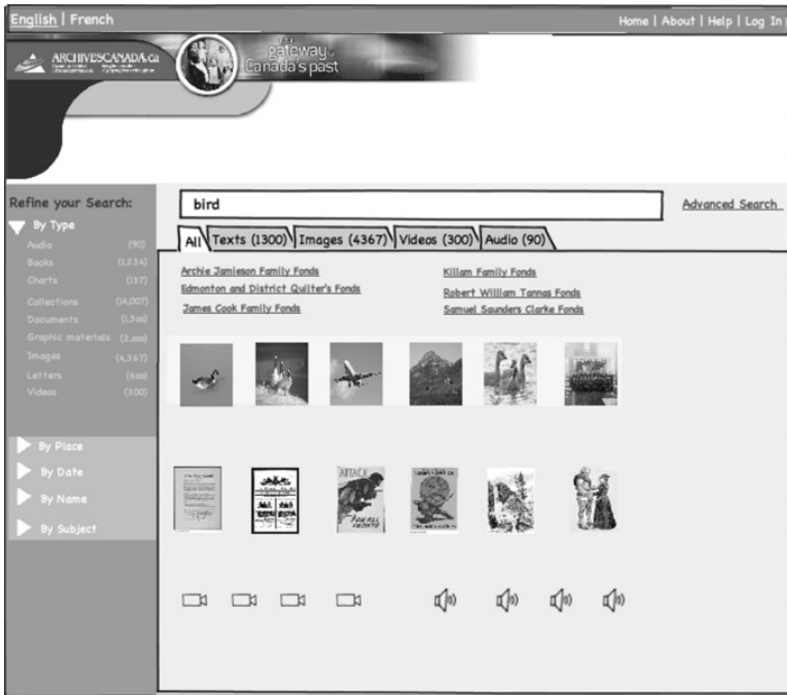 English | French
Home | About | Help | Log In
ARCHIVESCANADA.ca
gateway
Canada's past
Refine your Search:
bird
Advanced Search
By Type
All Texts (1300) Images (4367) Videos (300) Audio (90)
Audio (90)
Books (1,234)
Charts (137)
Collections (14,007)
Documents (1,300)
Graphic materials (2,000)
Images (4,367)
Letters (600)
Videos (300)
Archie Jamieson Family Fonds
Edmonton and District Quilter's Fonds
James Cook Family Fonds
Killam Family Fonds
Robert William Tannas Fonds
Samuel Saunders Clarke Fonds
By Place
By Date
By Name
By Subject
ATTACK